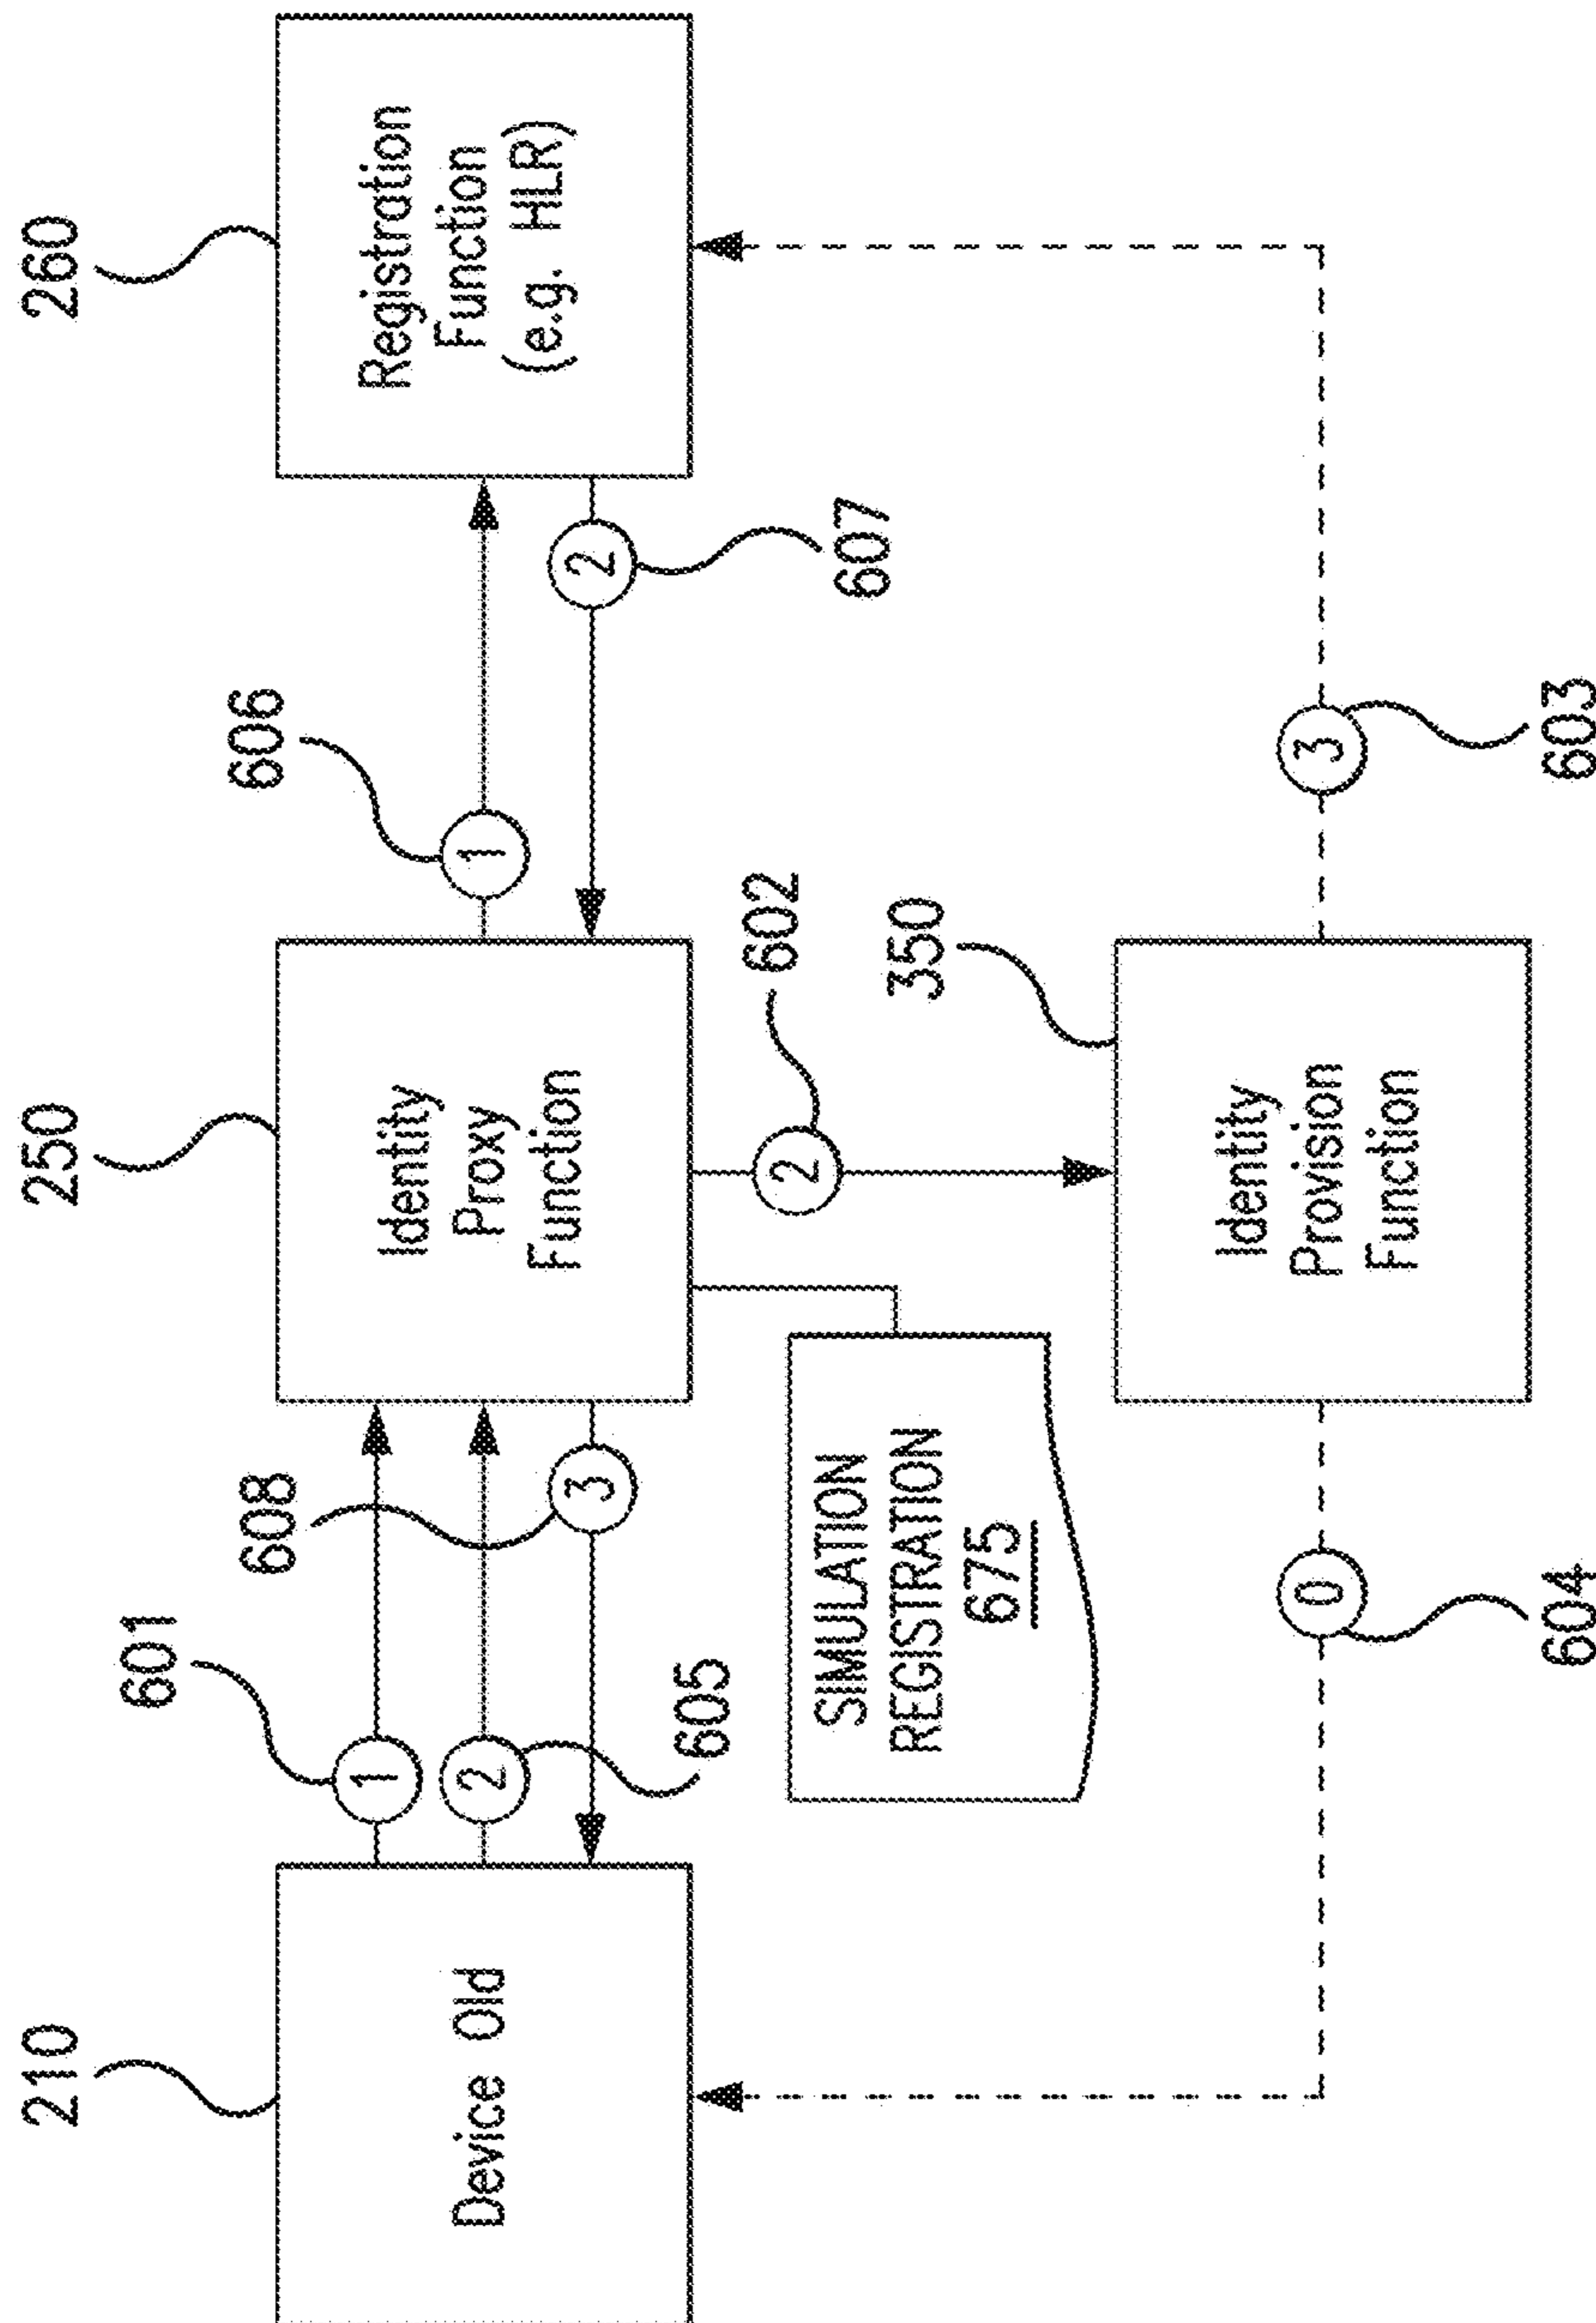 210
250
260
Device Old
Identity
Proxy
Function
Registration
Function
(e.g. HLR)
601
608
606
1
2
3
1
2
605
607
602
2
SIMULATION
REGISTRATION
675
350
Identity
Provision
Function
0
3
604
603